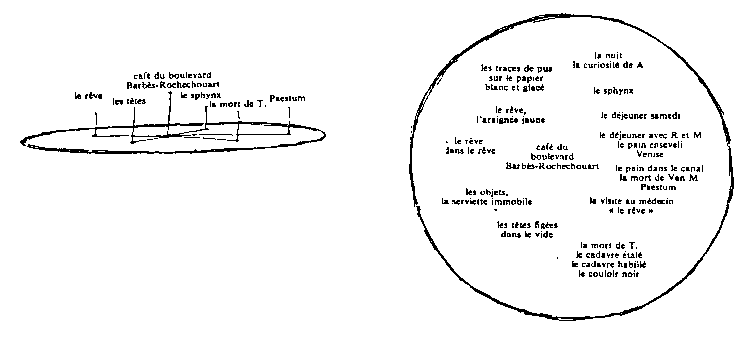 café du boulevard
Barbès-Rochechouart
le rêve
les têtes
le sphynx
la mort de T.
Paestum
les traces de pus
sur le papier
blanc et glacé
la nuit
la curiosité de A
le sphynx
le rêve,
l'araignée jaune
le déjeuner samedi
le rêve
dans le rêve
café du
boulevard
Barbès-Rochechouart
le déjeuner avec R et M
le pain enseveli
Venise
le pain dans le canal
la mort de Van M
Paestum
les objets,
la serviette immobile
la visite au médecin
« le rêve »
les têtes figées
dans le vide
la mort de T.
le cadavre étalé
le cadavre habillé
le couloir noir